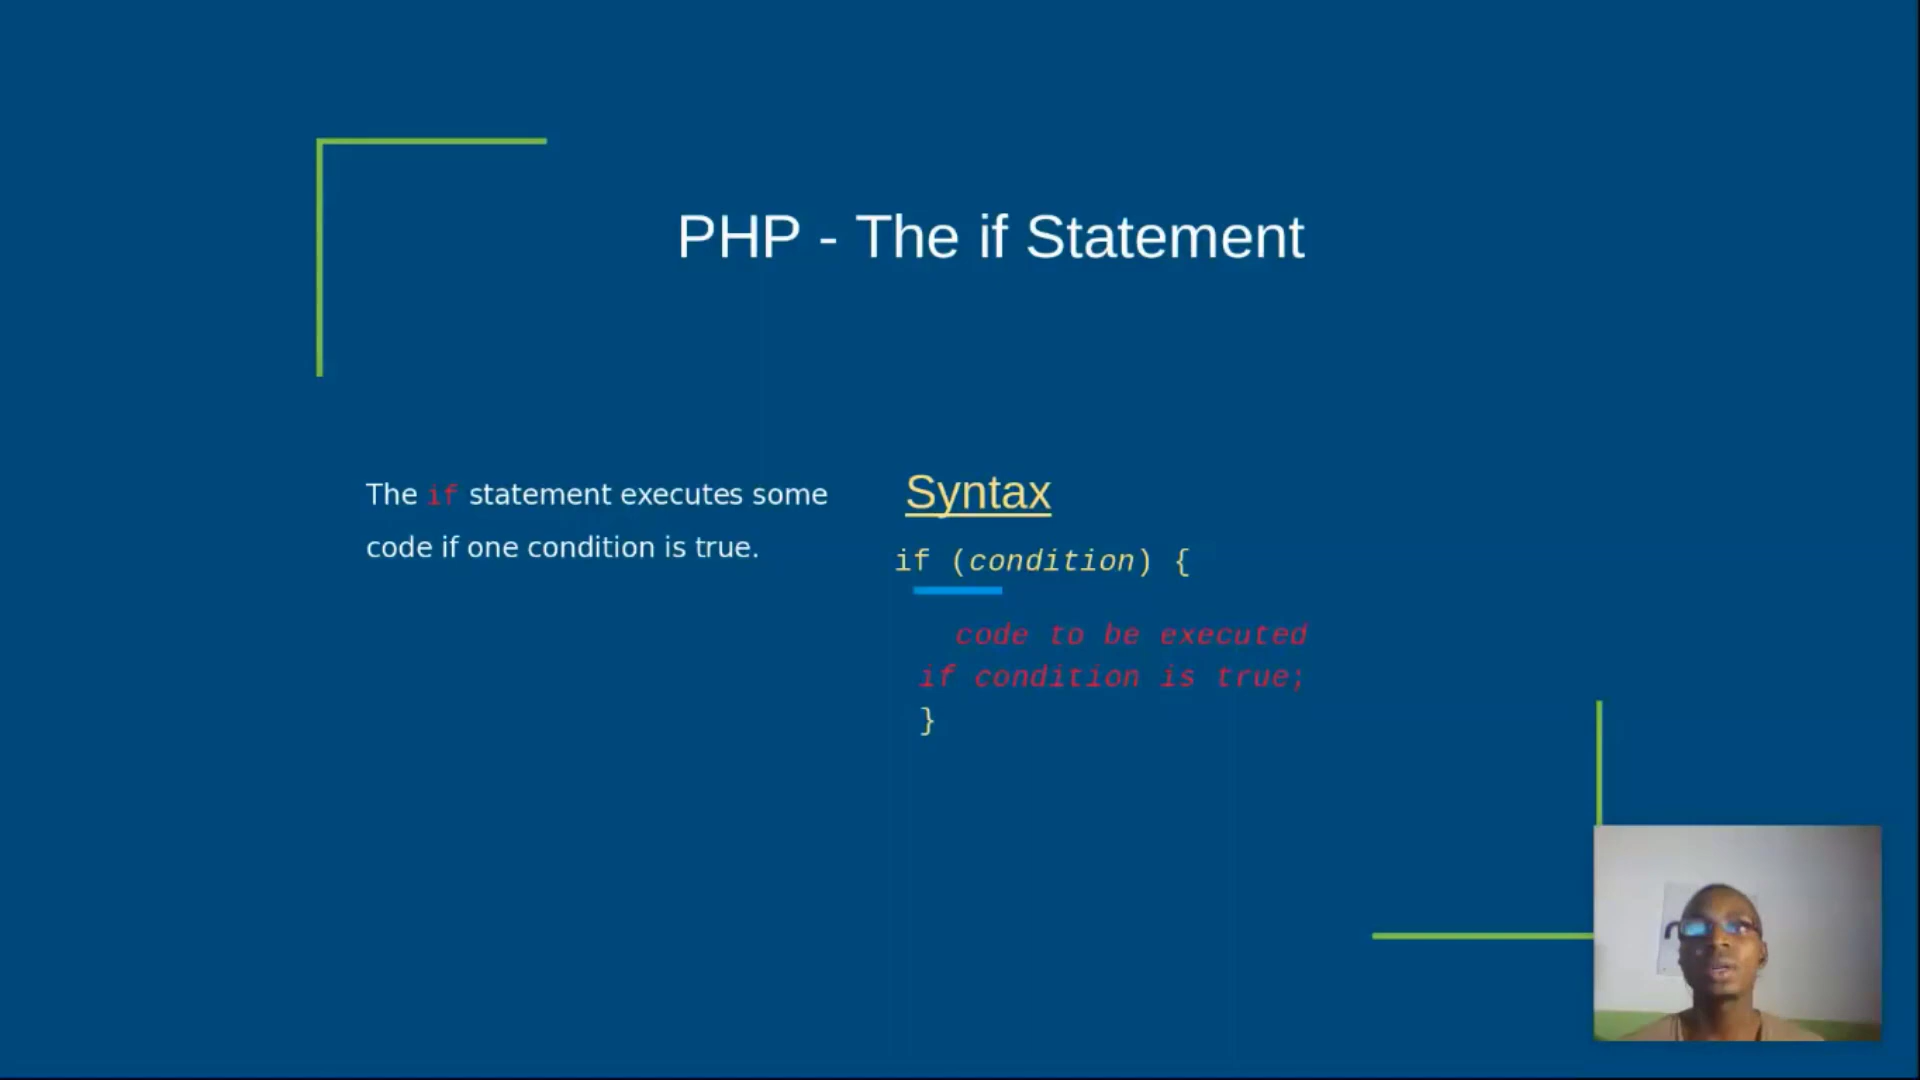 PHP - The if Statement
The if statement executes some
code if one condition is true.
Syntax
if (condition) {
code to be executed
if condition is true;
}